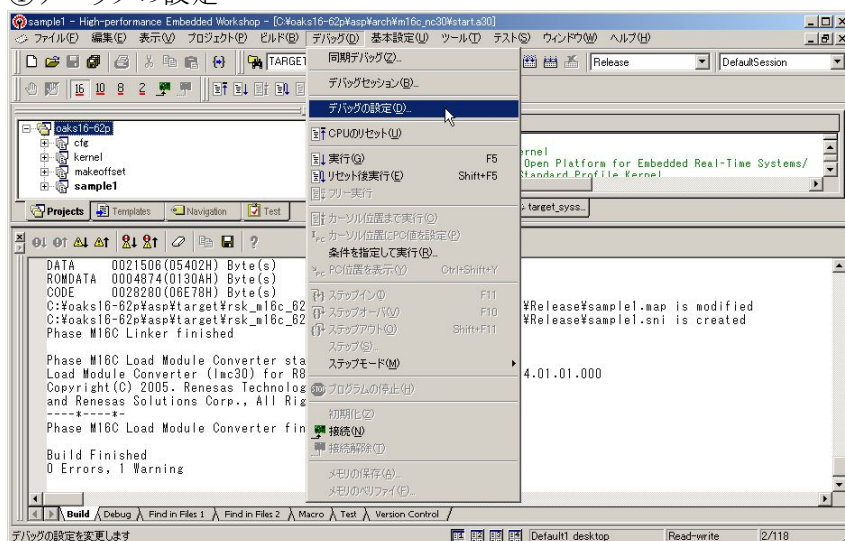 デバッグの設定
sample1 - High-performance Embedded Workshop - [C:¥oaks16-62p¥asp¥arch¥m16c_nc30¥start.a30]
ファイル(F) 編集(E) 表示(V) プロジェクト(P) ビルド(B) デバッグ(D) 基本設定(U) ツール(T) テスト(S) ウィンドウ(W) ヘルプ(H)
TARGET
Release
DefaultSession
16 10 8 2
同期デバッグ(Z)...
デバッグセッション(B)...
デバッグの設定(D)...
CPUのリセット(U)
実行(G) F5
リセット後実行(E) Shift+F5
フリー実行
カーソル位置まで実行(C)
カーソル位置にPC値を設定(P)
条件を指定して実行(R)...
PC位置を表示(Y) Ctrl+Shift+Y
ステップイン(I) F11
ステップオーバ(V) F10
ステップアウト(O) Shift+F11
ステップ(S)...
ステップモード(M)
プログラムの停止(H)
初期化(Z)
接続(N)
接続解除(T)
メモリの保存(A)...
メモリのベリファイ(F)...
oaks16-62p
cfg
kernel
makeoffset
sample1
Projects Templates Navigation Test
ernel
Open Platform for Embedded Real-Time Systems/
Standard Profile Kernel
target_syss...
DATA 0021506(05402H) Byte(s)
ROMDATA 0004874(0130AH) Byte(s)
CODE 0028280(06E78H) Byte(s)
C:¥oaks16-62p¥asp¥target¥rsk_m16c_62 ¥Release¥sample1.map is modified
C:¥oaks16-62p¥asp¥target¥rsk_m16c_62 ¥Release¥sample1.sni is created
Phase M16C Linker finished
Phase M16C Load Module Converter sta
Load Module Converter (lmc30) for R8 4.01.01.000
Copyright(C) 2005. Renesas Technolog
and Renesas Solutions Corp., All Rig
----*----*-
Phase M16C Load Module Converter fin
Build Finished
0 Errors, 1 Warning
Build Debug Find in Files 1 Find in Files 2 Macro Test Version Control
デバッグの設定を変更します
Default1 desktop
Read-write
2/118